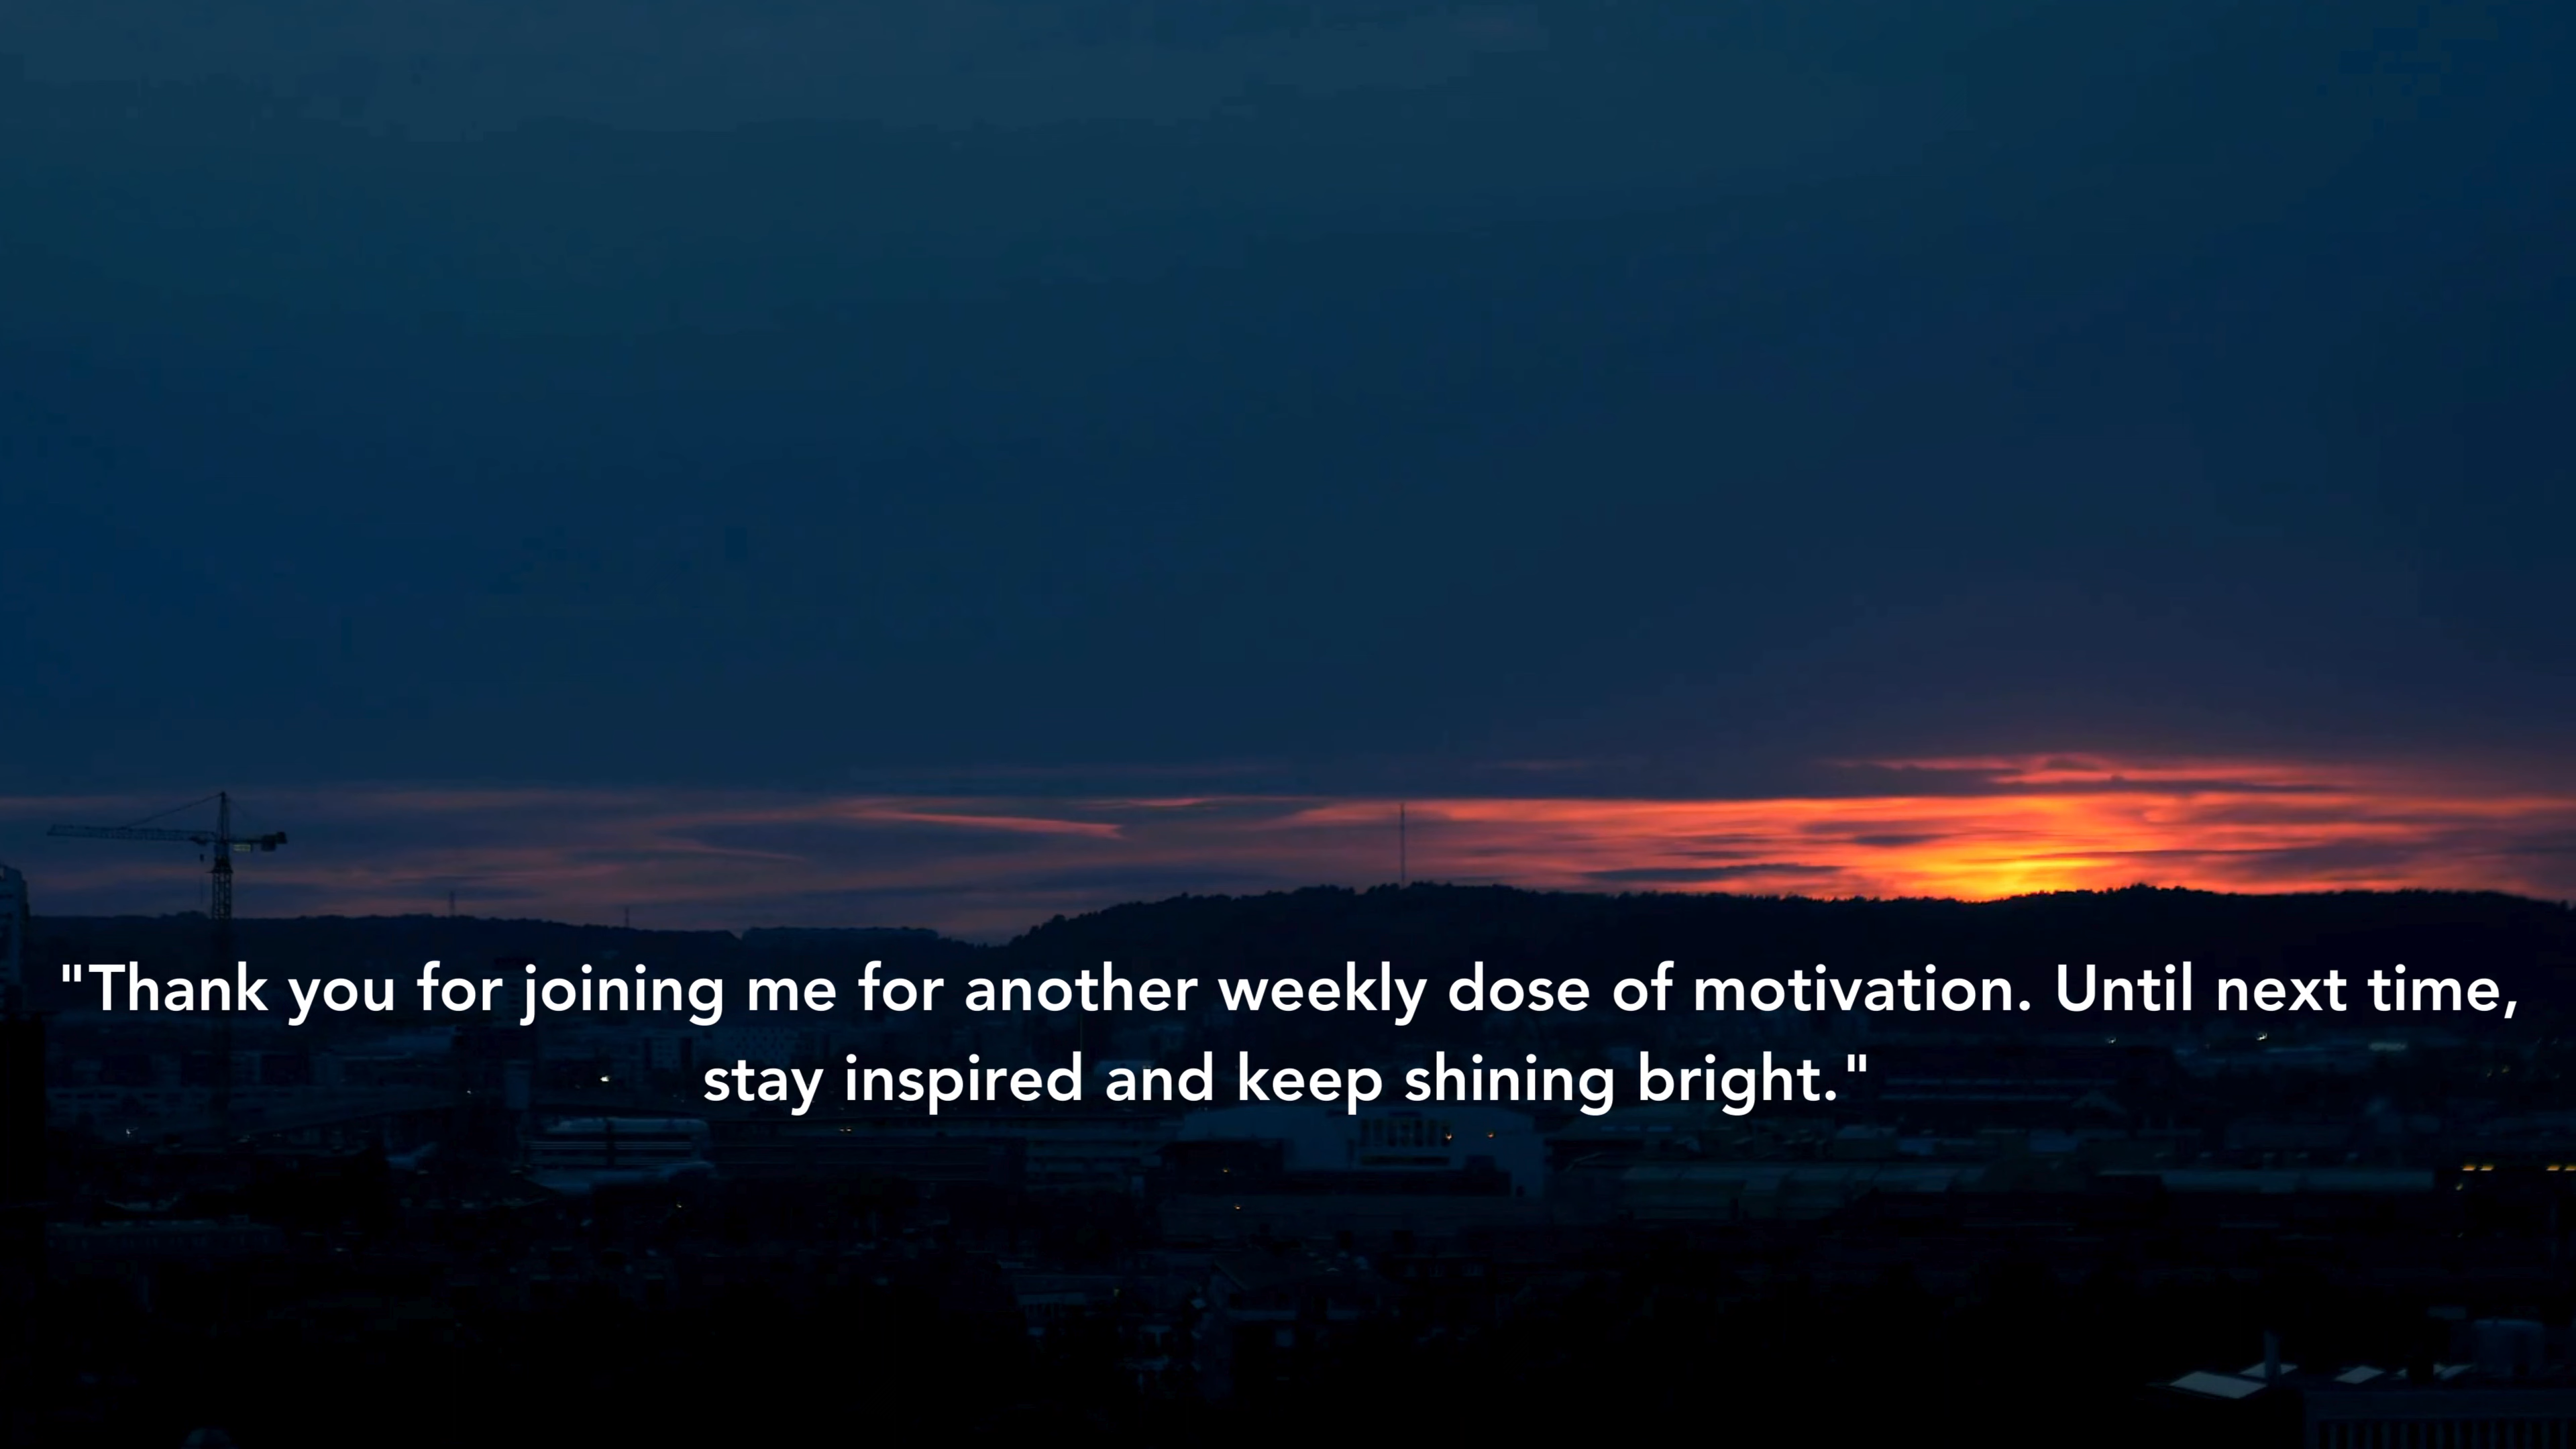 "Thank you for joining me for another weekly dose of motivation. Until next time,
stay inspired and keep shining bright."